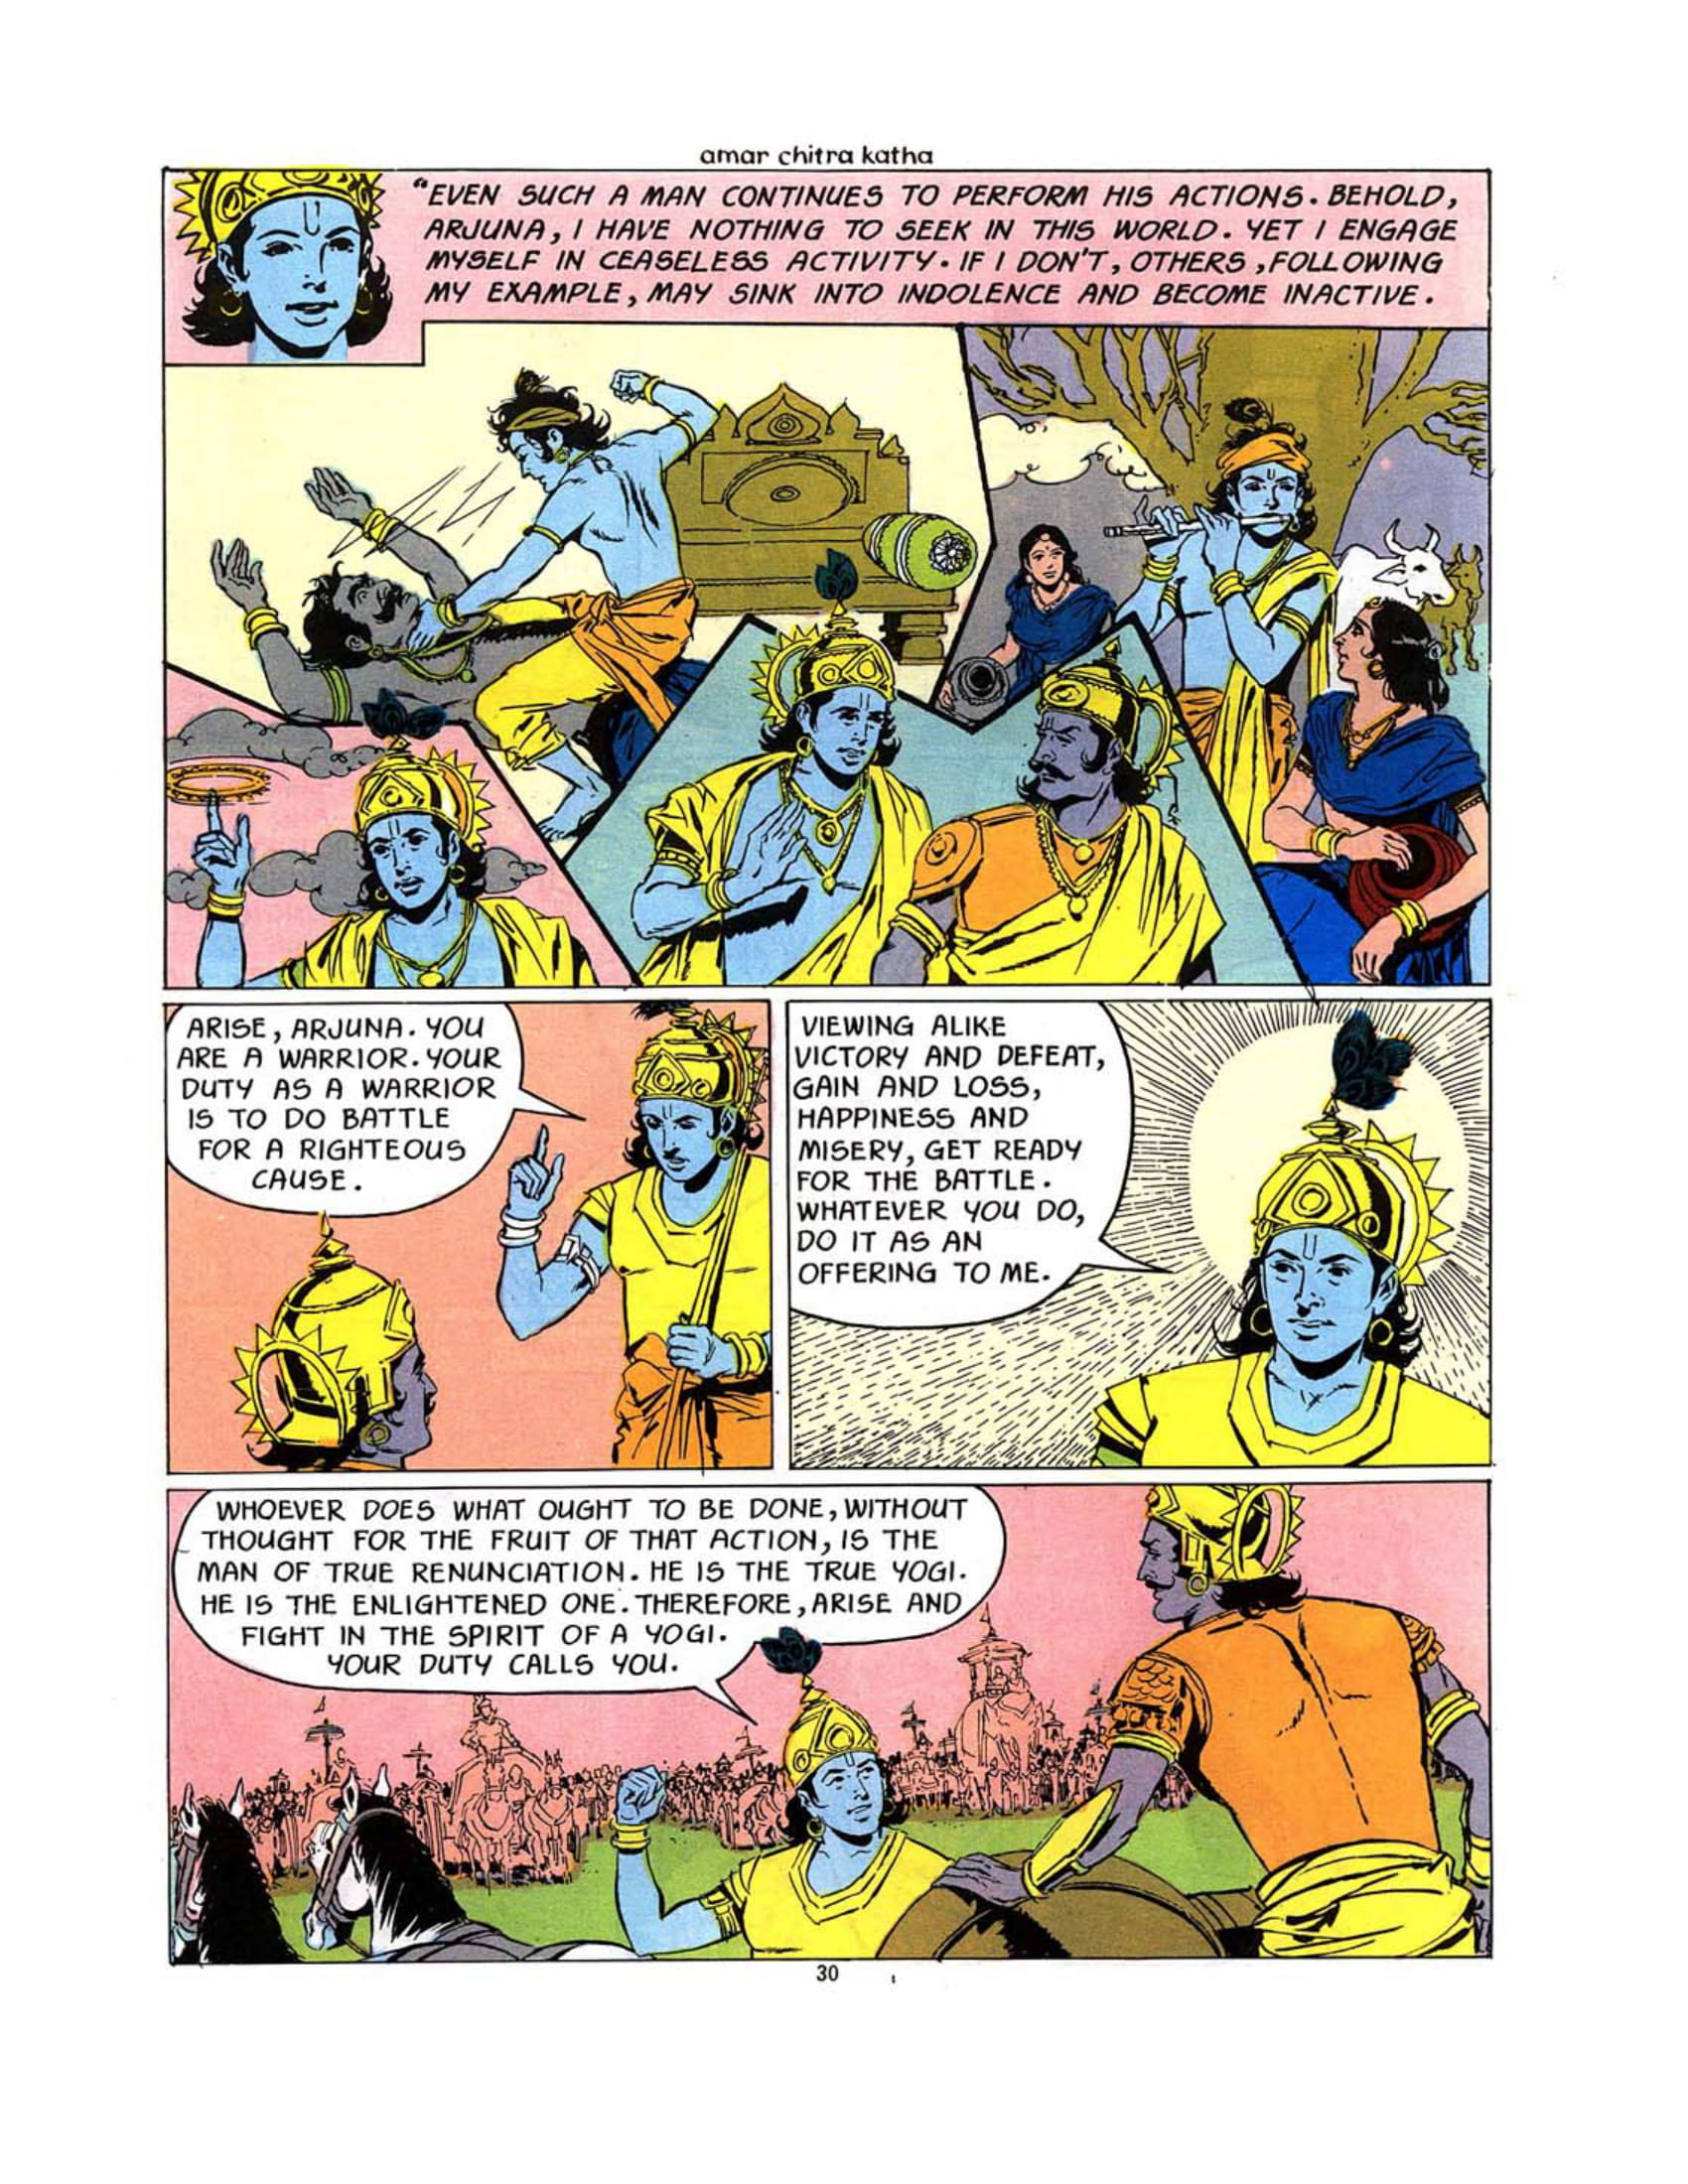 amar chitra katha
"EVEN SUCH A MAN CONTINUES TO PERFORM HIS ACTIONS. BEHOLD,
ARJUNA, I HAVE NOTHING TO SEEK IN THIS WORLD. YET I ENGAGE
MYSELF IN CEASELESS ACTIVITY. IF I DON'T, OTHERS, FOLLOWING
MY EXAMPLE, MAY SINK INTO INDOLENCE AND BECOME INACTIVE.
ARISE, ARJUNA. YOU
ARE A WARRIOR. YOUR
DUTY AS A WARRIOR
IS TO DO BATTLE
FOR A RIGHTEOUS
CAUSE.
VIEWING ALIKE
VICTORY AND DEFEAT,
GAIN AND LOSS,
HAPPINESS AND
MISERY, GET READY
FOR THE BATTLE.
WHATEVER YOU DO,
DO IT AS AN
OFFERING TO ME.
WHOEVER DOES WHAT OUGHT TO BE DONE, WITHOUT
THOUGHT FOR THE FRUIT OF THAT ACTION, IS THE
MAN OF TRUE RENUNCIATION. HE IS THE TRUE YOGI.
HE IS THE ENLIGHTENED ONE. THEREFORE, ARISE AND
FIGHT IN THE SPIRIT OF A YOGI.
YOUR DUTY CALLS YOU.
30